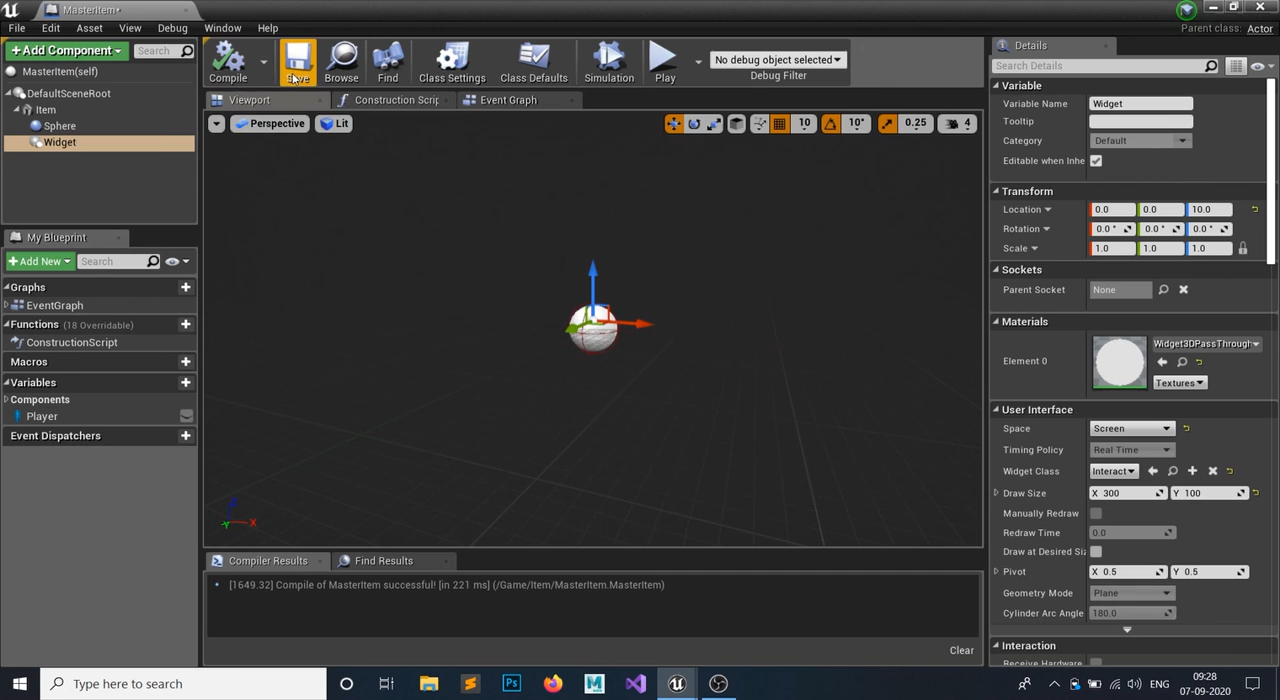 MasterItem*
File Edit Asset View Debug Window Help
Parent class: Actor
+Add Component Search
Compile Save Browse Find Class Settings Class Defaults Simulation Play
No debug object selected
Debug Filter
MasterItem(self)
DefaultSceneRoot
Item
Sphere
Widget
Viewport Construction Scrip Event Graph
Perspective Lit 10 10° 0.25 4
My Blueprint
+Add New Search
Graphs
EventGraph
Functions (18 Overridable)
ConstructionScript
Macros
Variables
Components
Player
Event Dispatchers
Compiler Results Find Results
[1649.32] Compile of MasterItem successful! [in 221 ms] (/Game/Item/MasterItem.MasterItem)
Clear
Details
Search Details
Variable
Variable Name Widget
Tooltip
Category Default
Editable when Inhe
Transform
Location 0.0 0.0 10.0
Rotation 0.0 ° 0.0 ° 0.0 °
Scale 1.0 1.0 1.0
Sockets
Parent Socket None
Materials
Element 0 Widget3DPassThrough
Textures
User Interface
Space Screen
Timing Policy Real Time
Widget Class Interact
Draw Size X 300 Y 100
Manually Redraw
Redraw Time 0.0
Draw at Desired Siz
Pivot X 0.5 Y 0.5
Geometry Mode Plane
Cylinder Arc Angle 180.0
Interaction
Receive Hardware
X
Type here to search
Ps
ENG
09:28
07-09-2020